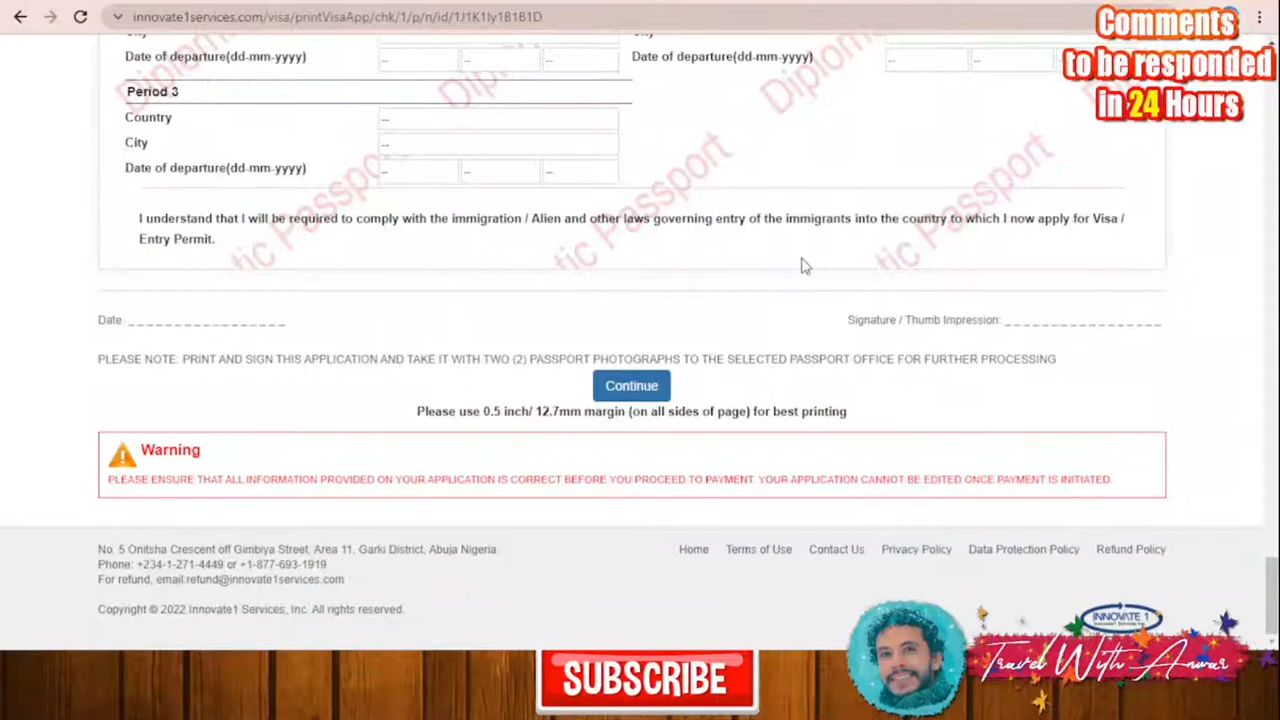 innovate1services.com/visa/printVisaApp/chk/1/p/n/id/1J1K1Iy1B1B1D
Comments
to be responded
in 24 Hours
Date of departure(dd-mm-yyyy) -- -- --
Date of departure(dd-mm-yyyy) -- --
Period 3
Country --
City --
Date of departure(dd-mm-yyyy) -- -- --
Diplomatic Passport
I understand that I will be required to comply with the immigration / Alien and other laws governing entry of the immigrants into the country to which I now apply for Visa /
Entry Permit.
Date
Signature / Thumb Impression:
PLEASE NOTE: PRINT AND SIGN THIS APPLICATION AND TAKE IT WITH TWO (2) PASSPORT PHOTOGRAPHS TO THE SELECTED PASSPORT OFFICE FOR FURTHER PROCESSING
Continue
Please use 0.5 inch/ 12.7mm margin (on all sides of page) for best printing
Warning
PLEASE ENSURE THAT ALL INFORMATION PROVIDED ON YOUR APPLICATION IS CORRECT BEFORE YOU PROCEED TO PAYMENT. YOUR APPLICATION CANNOT BE EDITED ONCE PAYMENT IS INITIATED.
No. 5 Onitsha Crescent off Gimbiya Street, Area 11, Garki District, Abuja Nigeria.
Home Terms of Use Contact Us Privacy Policy Data Protection Policy Refund Policy
Phone: +234-1-271-4449 or +1-877-693-1919
For refund, email:refund@innovate1services.com
Copyright © 2022 Innovate1 Services, Inc. All rights reserved.
INNOVATE 1
Innovate1 Services Inc.
SUBSCRIBE
Travel With Anwar